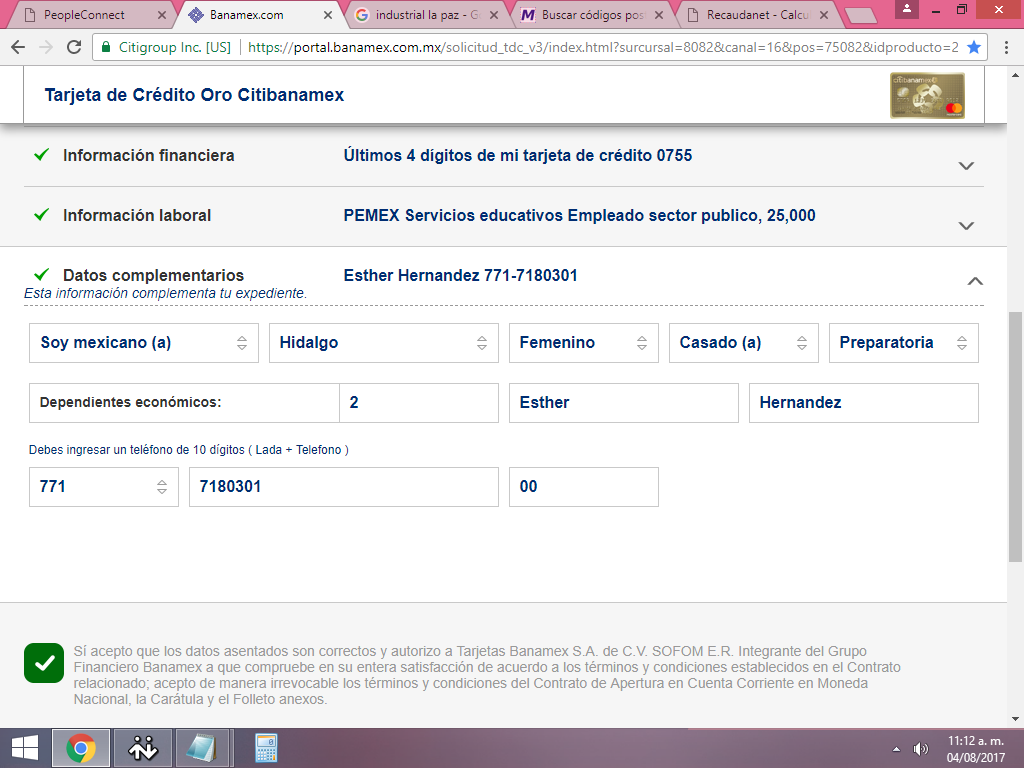 PeopleConnect
Banamex.com
industrial la paz - G
Buscar códigos pos
Recaudanet - Calcu
Citigroup Inc. [US] https://portal.banamex.com.mx/solicitud_tdc_v3/index.html?surcursal=8082&canal=16&pos=75082&idproducto=2
Tarjeta de Crédito Oro Citibanamex
citibanamex
Información financiera Últimos 4 dígitos de mi tarjeta de crédito 0755
Información laboral PEMEX Servicios educativos Empleado sector publico, 25,000
Datos complementarios Esther Hernandez 771-7180301
Esta información complementa tu expediente.
Soy mexicano (a) Hidalgo Femenino Casado (a) Preparatoria
Dependientes económicos: 2 Esther Hernandez
Debes ingresar un teléfono de 10 dígitos ( Lada + Telefono )
771 7180301 00
Sí acepto que los datos asentados son correctos y autorizo a Tarjetas Banamex S.A. de C.V. SOFOM E.R. Integrante del Grupo
Financiero Banamex a que compruebe en su entera satisfacción de acuerdo a los términos y condiciones establecidos en el Contrato
relacionado; acepto de manera irrevocable los términos y condiciones del Contrato de Apertura en Cuenta Corriente en Moneda
Nacional, la Carátula y el Folleto anexos.
11:12 a. m.
04/08/2017